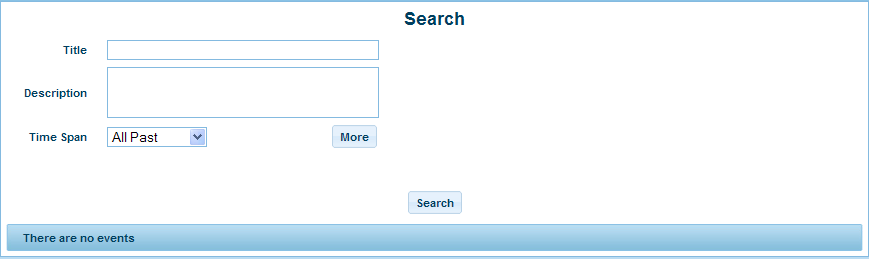 Search
Title
Description
Time Span All Past More
Search
There are no events